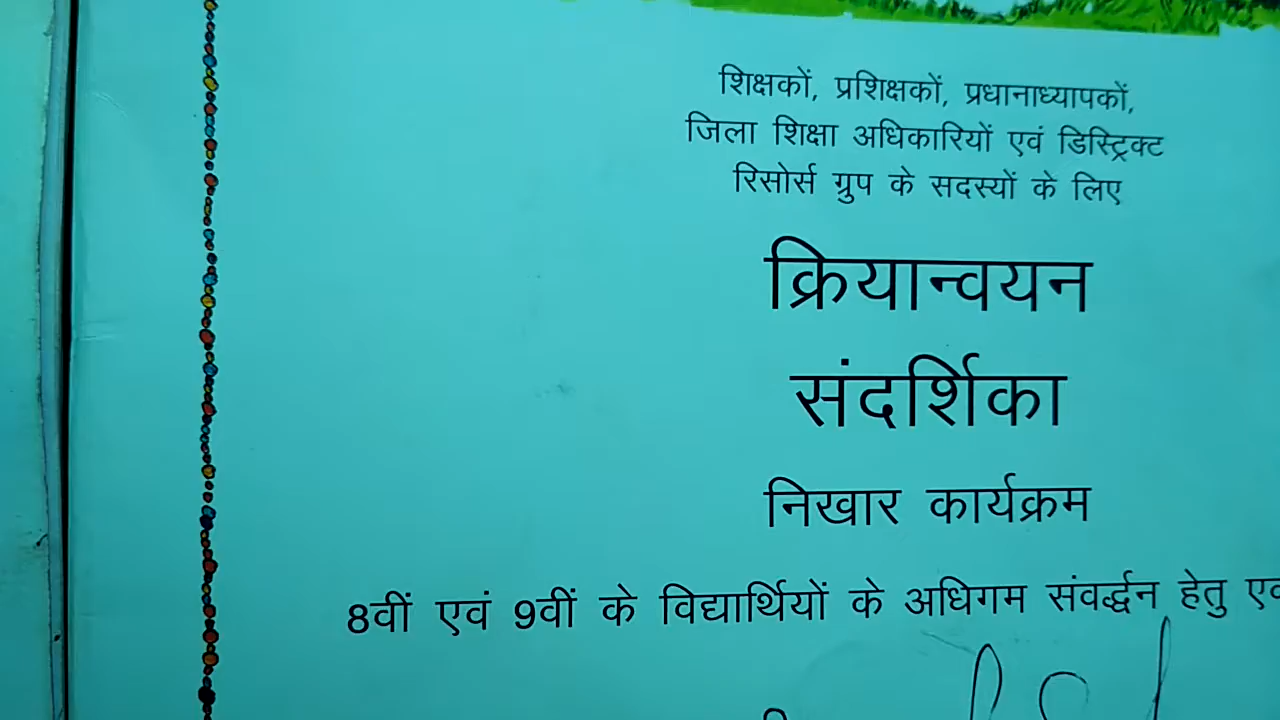 शिक्षकों, प्रशिक्षकों, प्रधानाध्यापकों,
जिला शिक्षा अधिकारियों एवं डिस्ट्रिक्ट
रिसोर्स ग्रुप के सदस्यों के लिए
क्रियान्वयन
संदर्शिका
निखार कार्यक्रम
8वीं एवं 9वीं के विद्यार्थियों के अधिगम संवर्द्धन हेतु